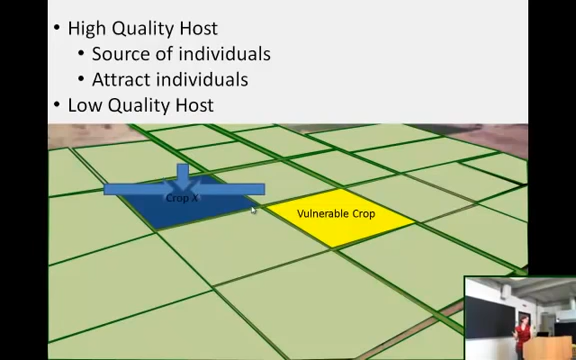 • High Quality Host
• Source of individuals
• Attract individuals
• Low Quality Host
Crop X
Vulnerable Crop